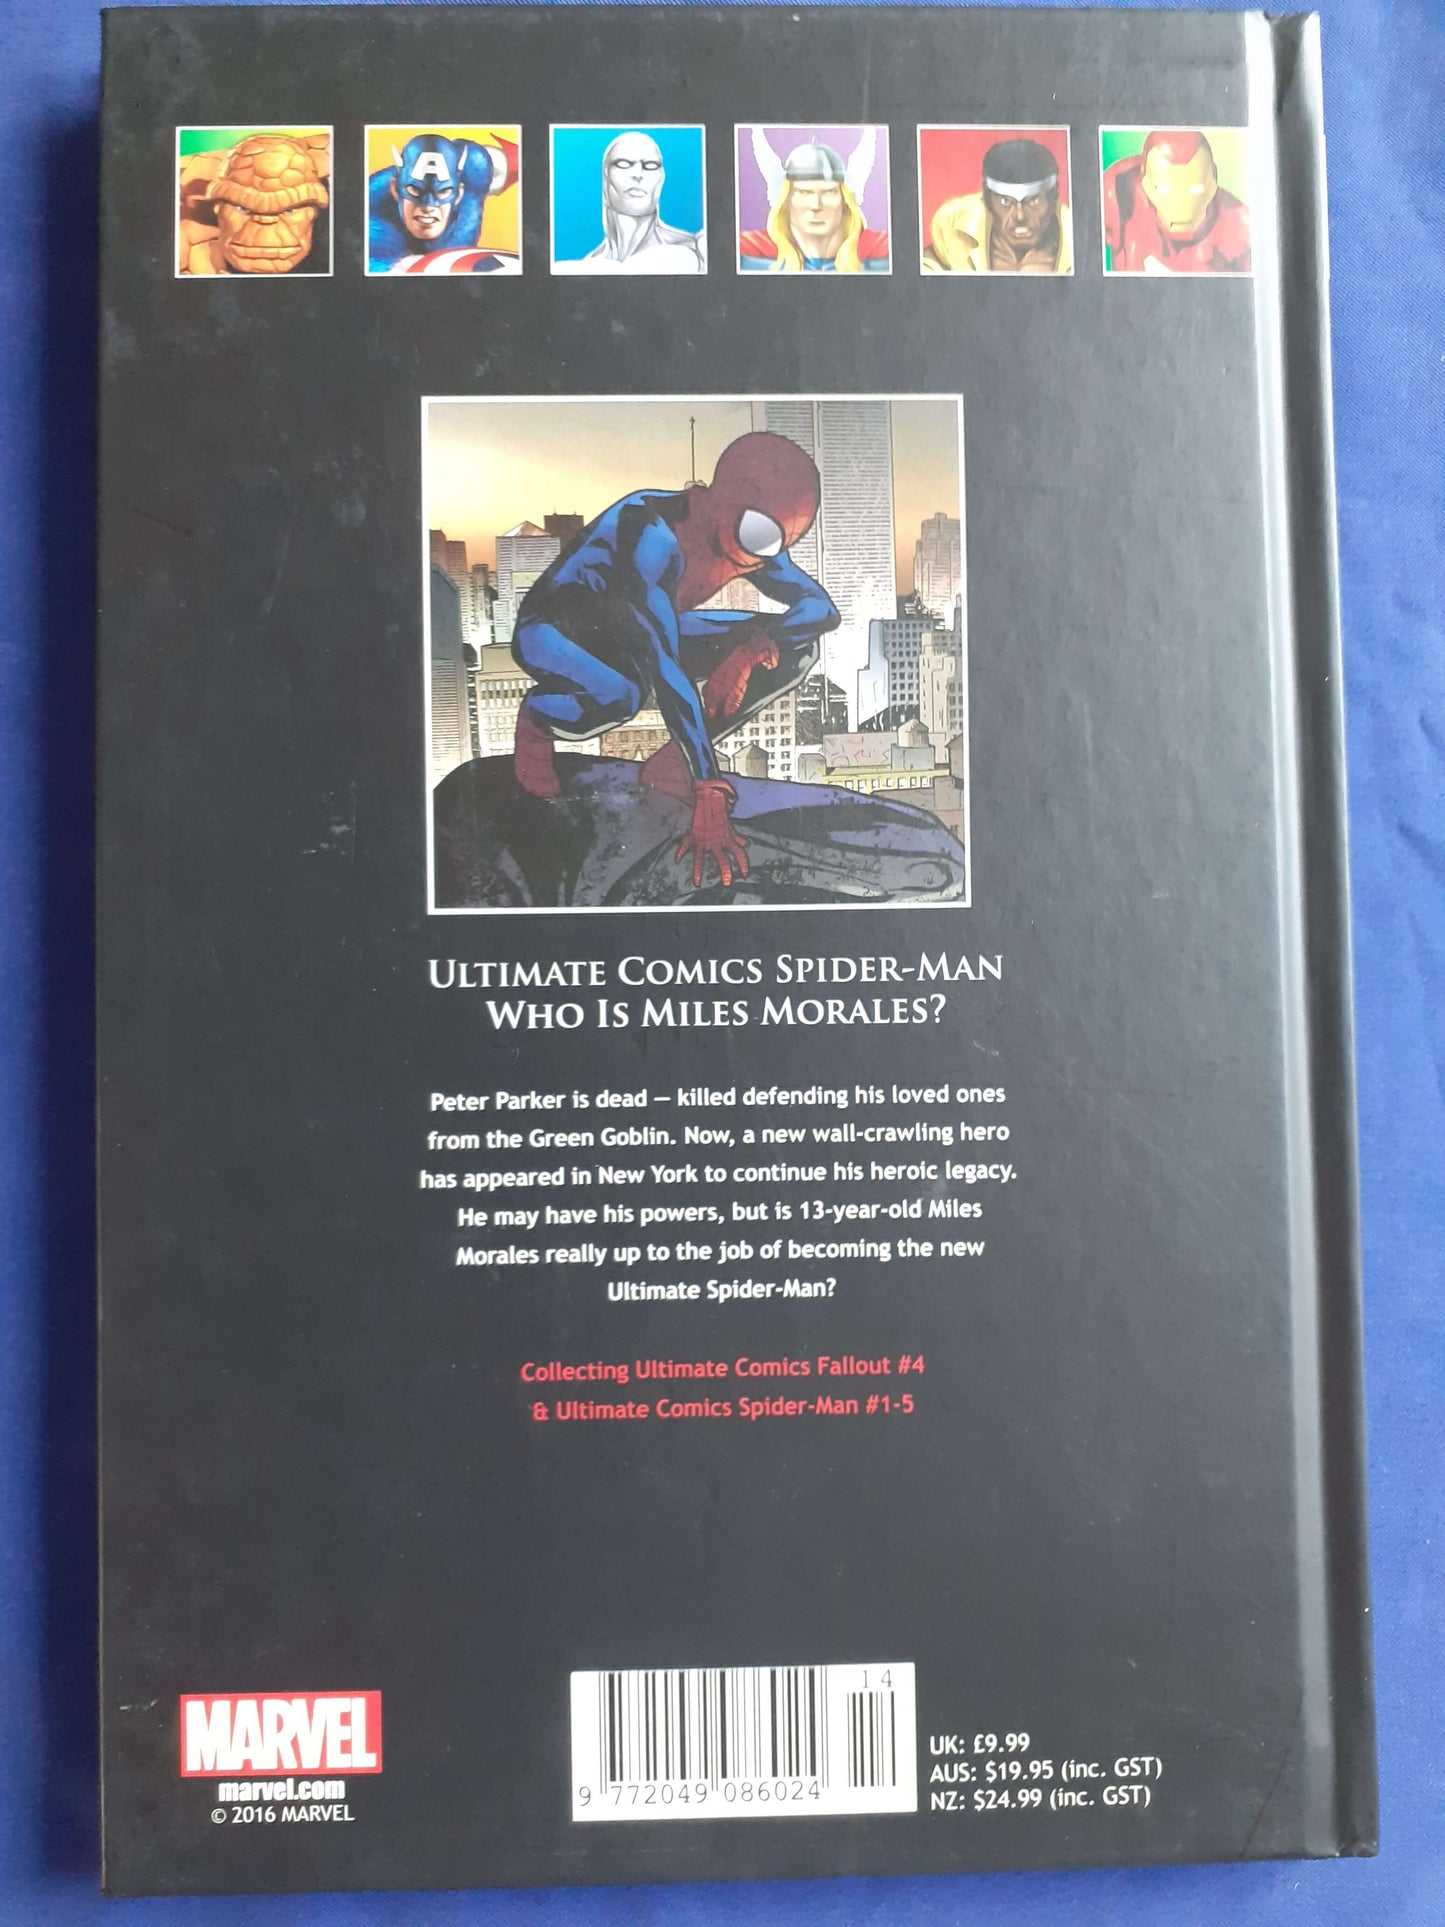 A
ULTIMATE COMICS SPIDER-MAN
WHO IS MILES MORALES?
Peter Parker is dead — killed defending his loved ones
from the Green Goblin. Now, a new wall-crawling hero
has appeared in New York to continue his heroic legacy.
He may have his powers, but is 13-year-old Miles
Morales really up to the job of becoming the new
Ultimate Spider-Man?
Collecting Ultimate Comics Fallout #4
& Ultimate Comics Spider-Man #1-5
MARVEL
marvel.com
© 2016 MARVEL
14
9 772049 086024
UK: £9.99
AUS: $19.95 (inc. GST)
NZ: $24.99 (inc. GST)